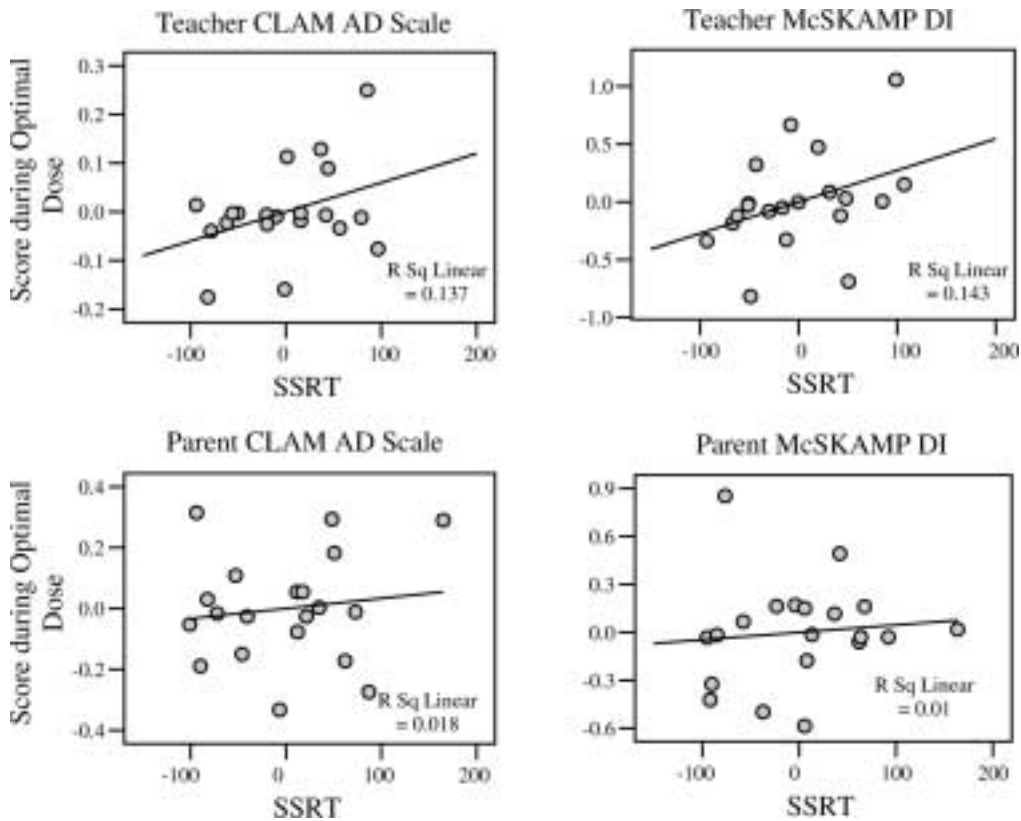 Teacher CLAM AD Scale
Score during Optimal
Dose
0.3
0.2
0.1
0.0
-0.1
-0.2
R Sq Linear
= 0.137
-100 0 100 200
SSRT
Teacher McSKAMP DI
1.0
0.5
0.0
-0.5
-1.0
R Sq Linear
= 0.143
-100 0 100 200
SSRT
Parent CLAM AD Scale
Score during Optimal
Dose
0.4
0.2
0.0
-0.2
-0.4
R Sq Linear
= 0.018
-100 0 100 200
SSRT
Parent McSKAMP DI
0.9
0.6
0.3
0.0
-0.3
-0.6
R Sq Linear
= 0.01
-100 0 100 200
SSRT